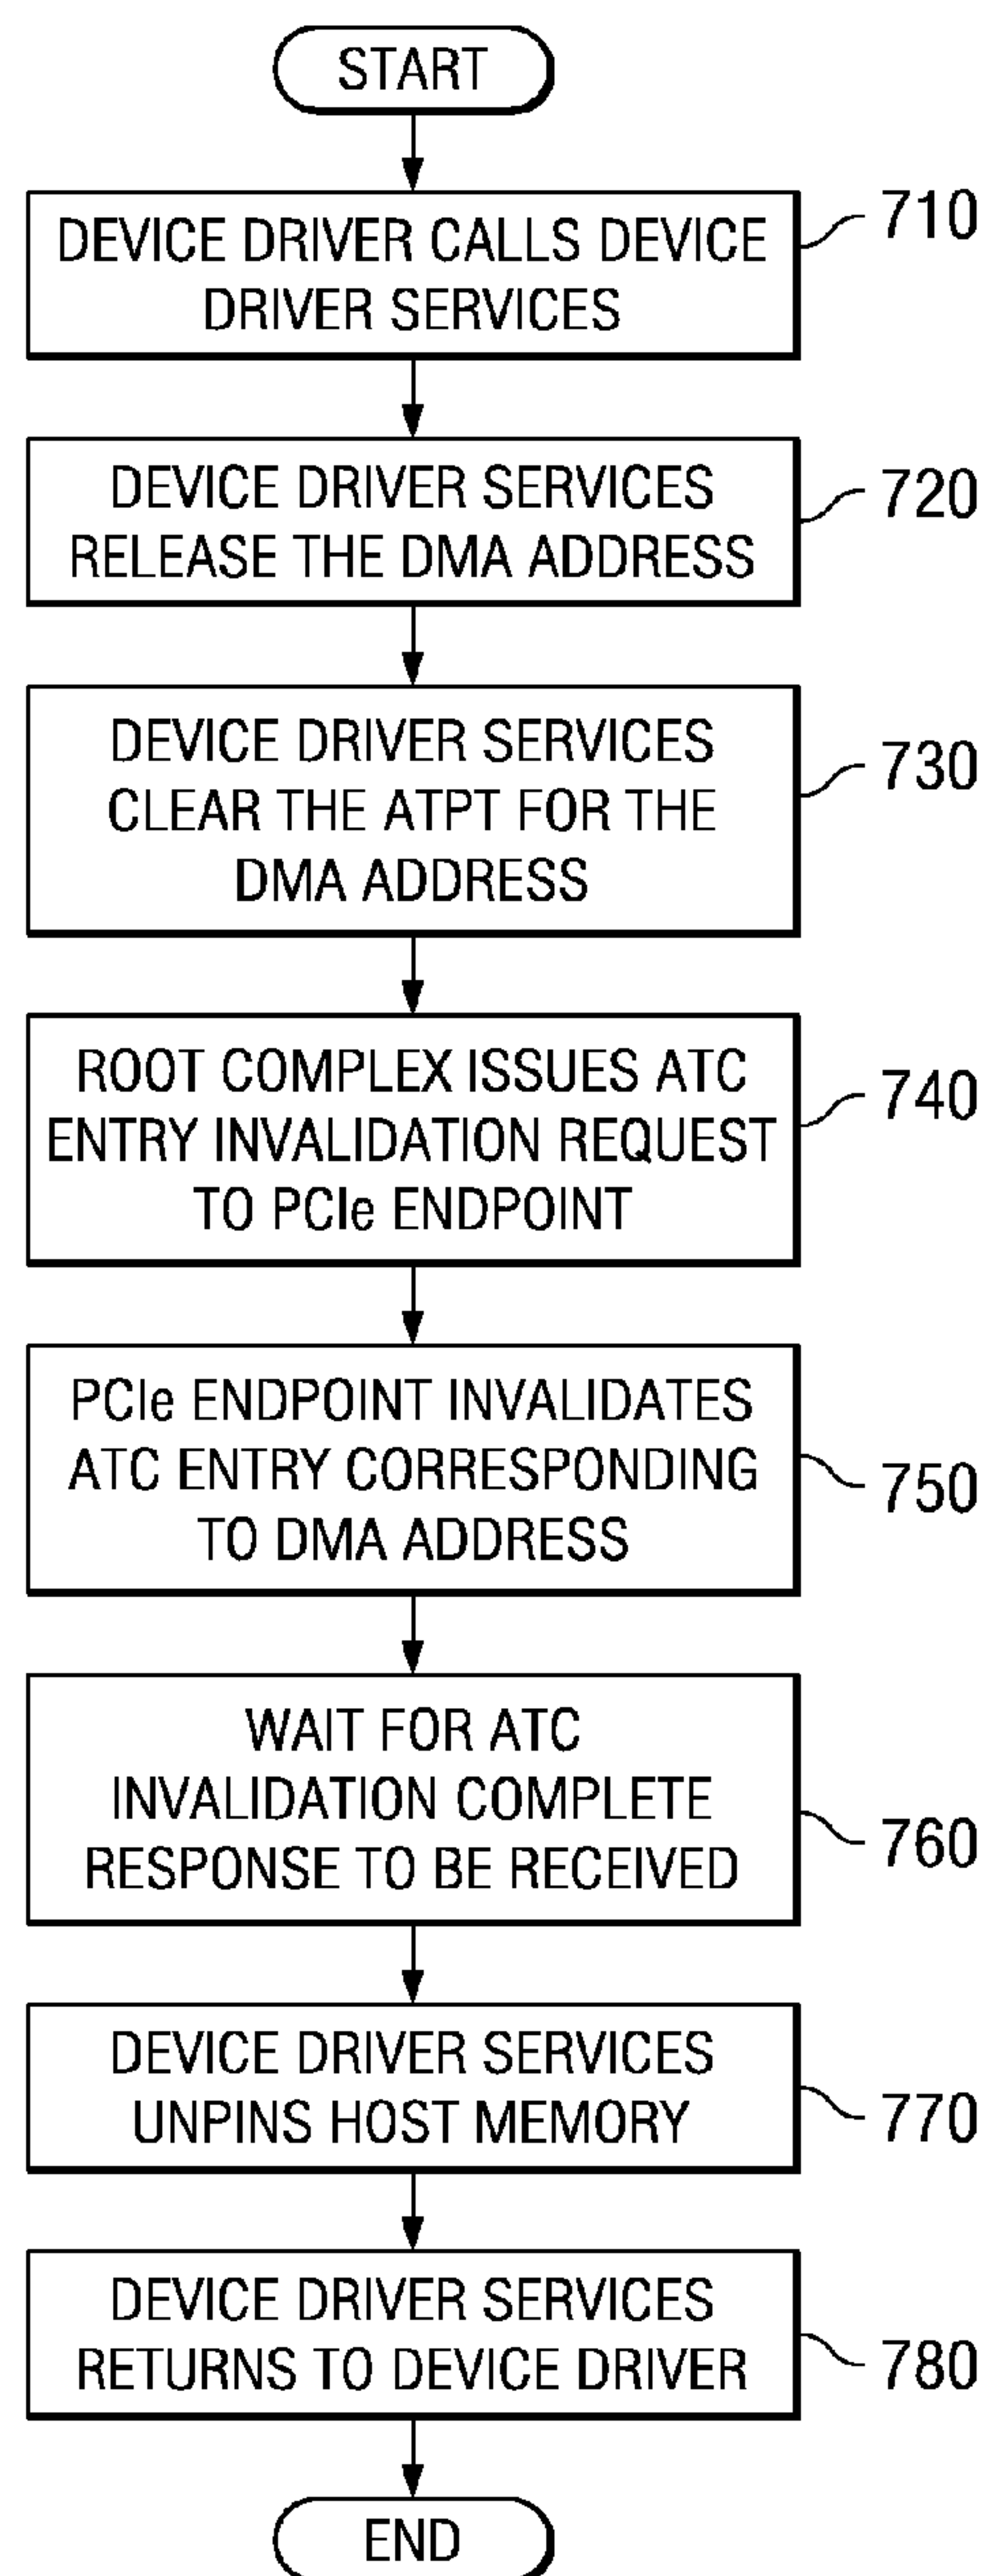 START
DEVICE DRIVER CALLS DEVICE
DRIVER SERVICES
710
DEVICE DRIVER SERVICES
RELEASE THE DMA ADDRESS
720
DEVICE DRIVER SERVICES
CLEAR THE ATPT FOR THE
DMA ADDRESS
730
ROOT COMPLEX ISSUES ATC
ENTRY INVALIDATION REQUEST
TO PCIe ENDPOINT
740
PCIe ENDPOINT INVALIDATES
ATC ENTRY CORRESPONDING
TO DMA ADDRESS
750
WAIT FOR ATC
INVALIDATION COMPLETE
RESPONSE TO BE RECEIVED
760
DEVICE DRIVER SERVICES
UNPINS HOST MEMORY
770
DEVICE DRIVER SERVICES
RETURNS TO DEVICE DRIVER
780
END